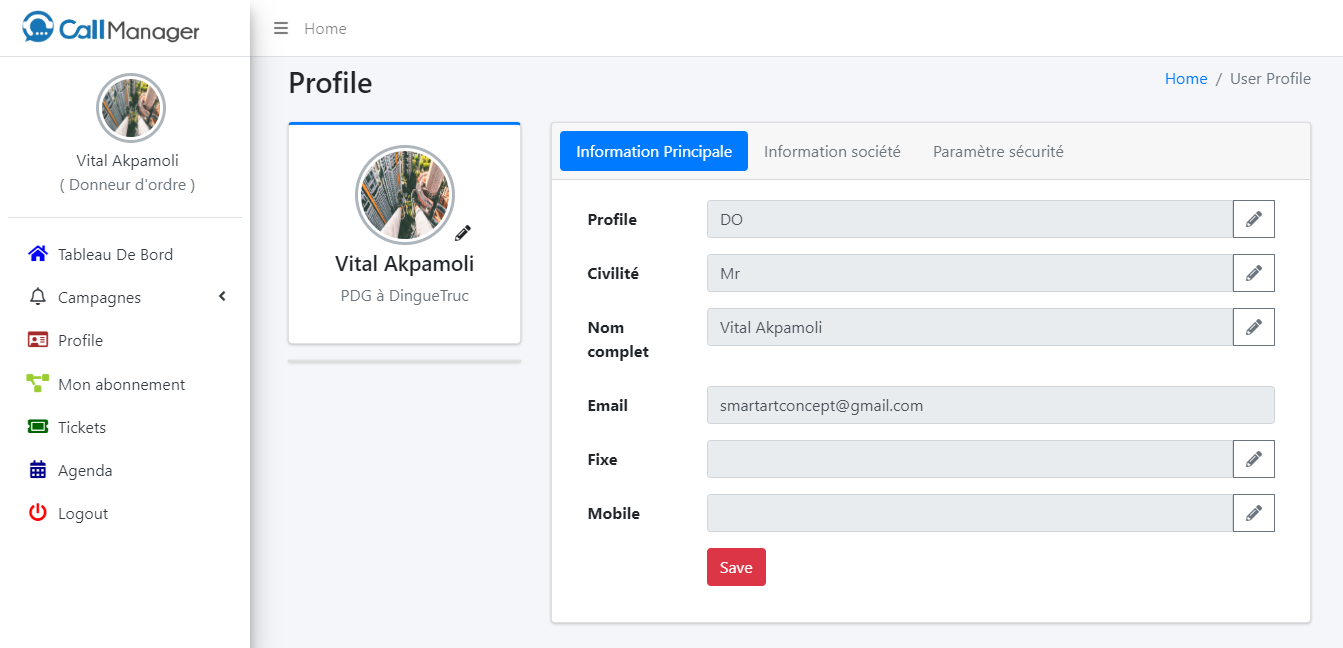 CallManager
Home
Vital Akpamoli
( Donneur d'ordre )
Tableau De Bord
Campagnes
Profile
Mon abonnement
Tickets
Agenda
Logout
Profile
Home / User Profile
Vital Akpamoli
PDG à DingueTruc
Information Principale Information société Paramètre sécurité
Profile DO
Civilité Mr
Nom complet Vital Akpamoli
Email smartartconcept@gmail.com
Fixe
Mobile
Save